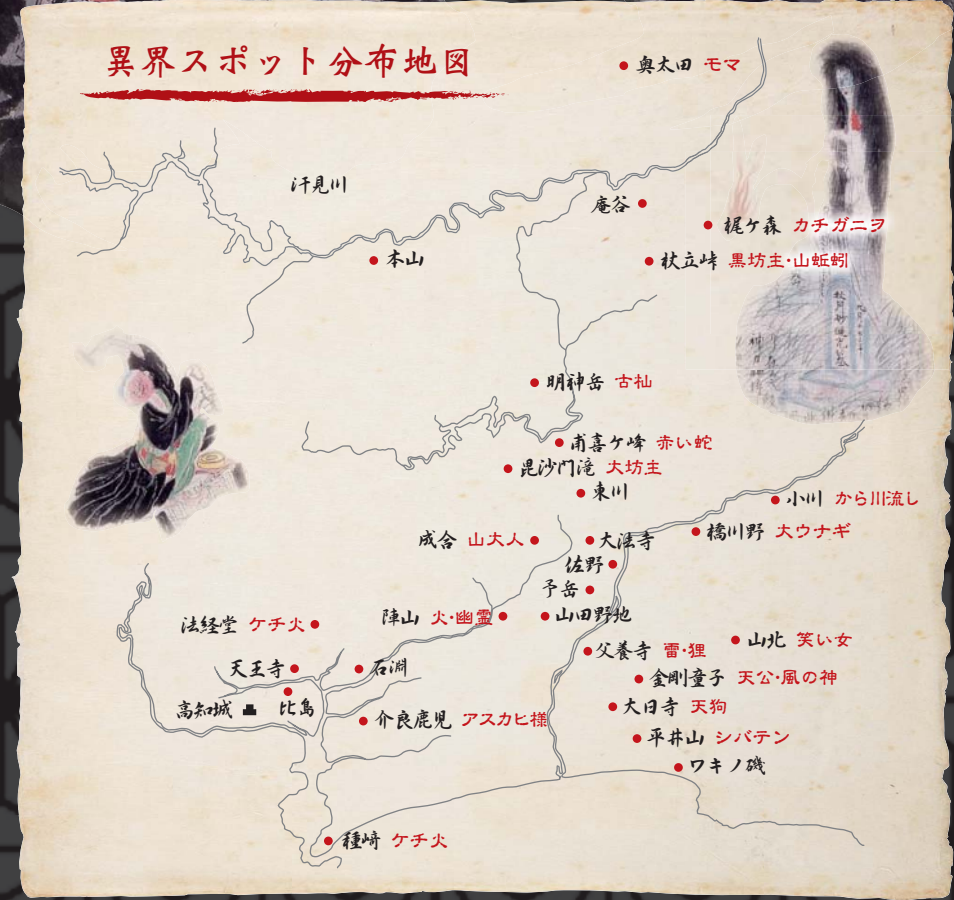 異界スポット分布地図
奥太田 モマ
汗見川
庵谷
梶ケ森 カチガニヲ
本山
杖立峠 黒坊主・山蚯蚓
明神岳 古杣
甫喜ケ峰 赤い蛇
毘沙門滝 大坊主
東川
小川 から川流し
橋川野 大ウナギ
成合 山大人
大法寺
佐野
予岳
陣山 火・幽霊
山田野地
法経堂 ケチ火
山北 笑い女
父養寺 雷・狸
天王寺
石淵
金剛童子 天公・風の神
高知城
比島
大日寺 天狗
介良鹿児 アスカヒ様
平井山 シバテン
ワキノ磯
種﨑 ケチ火